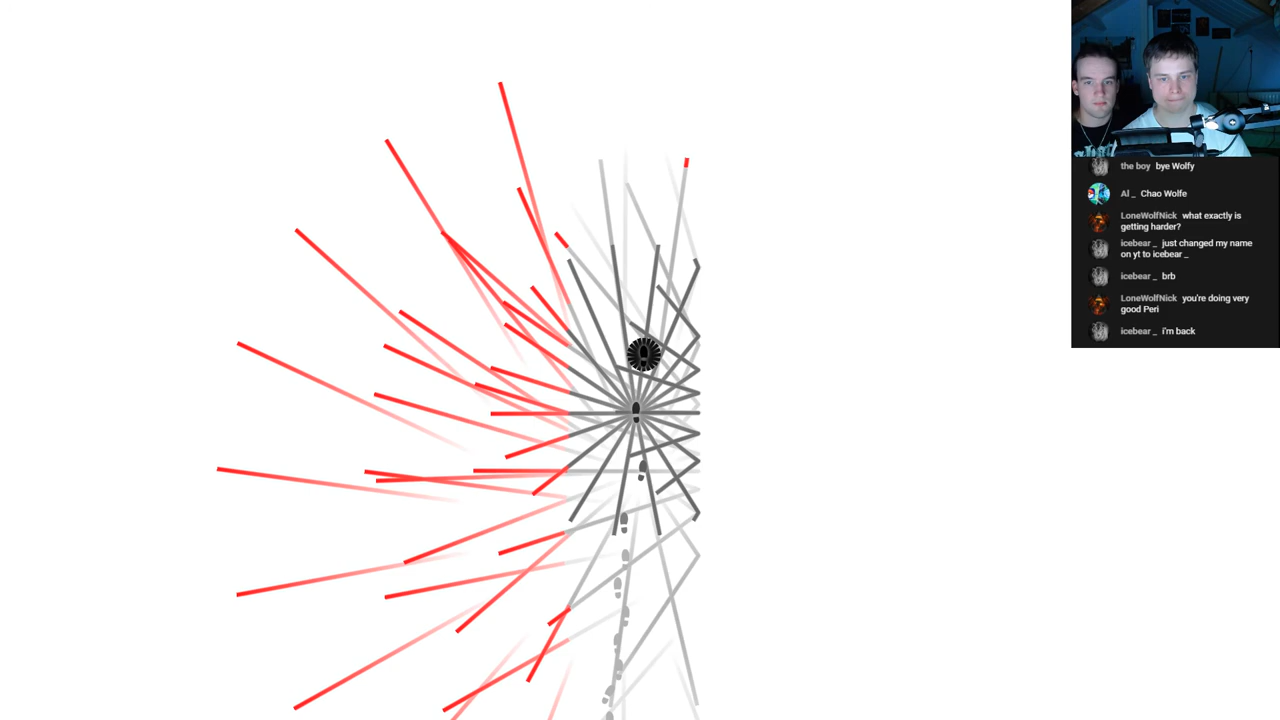 the boy bye Wolfy
Al _ Chao Wolfe
LoneWolfNick what exactly is
getting harder?
icebear _ just changed my name
on yt to icebear _
icebear _ brb
LoneWolfNick you're doing very
good Peri
icebear _ i'm back